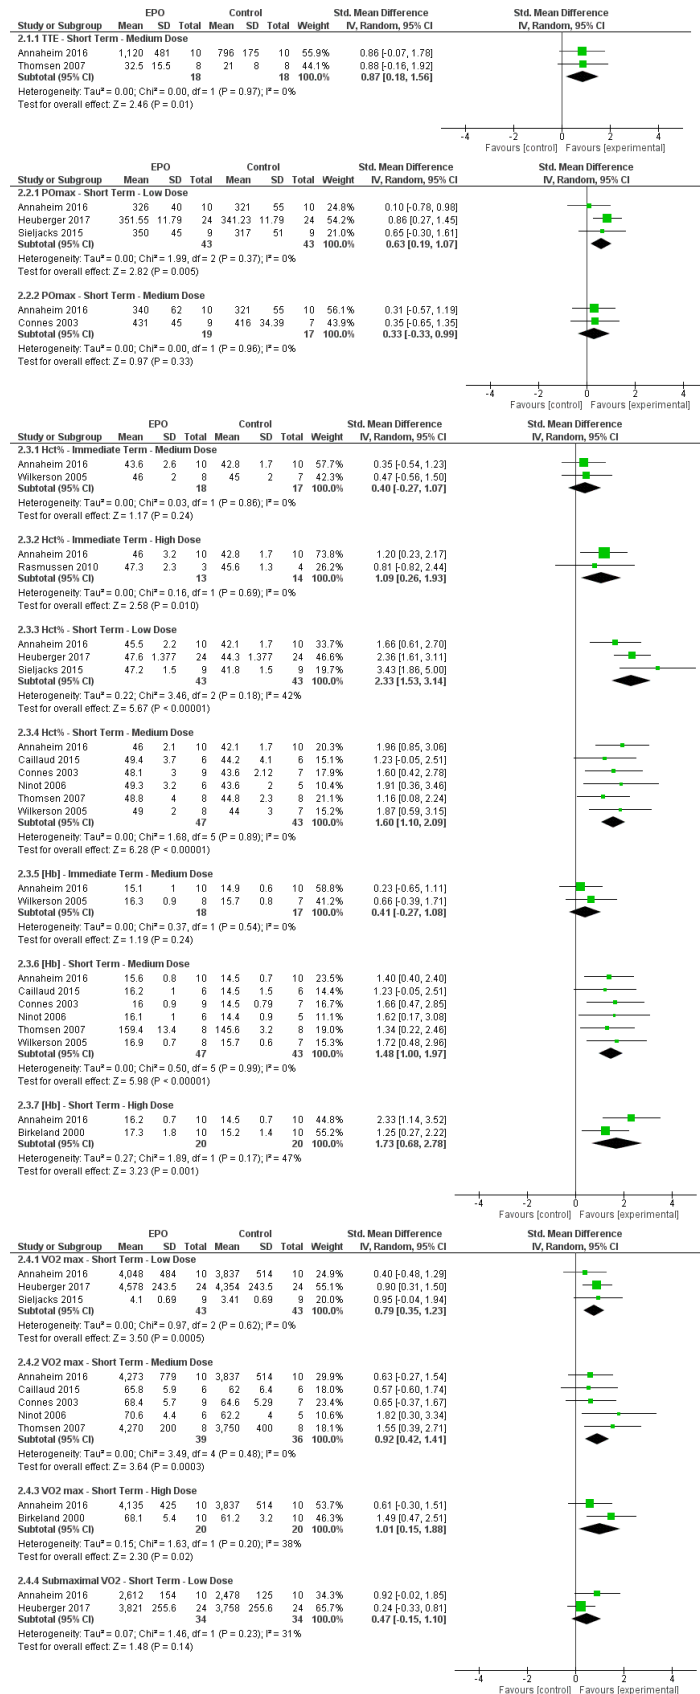 EPO Control Std. Mean Difference Std. Mean Difference
Study or Subgroup Mean SD Total Mean SD Total Weight IV, Random, 95% CI IV, Random, 95% CI
2.1.1 TTE - Short Term - Medium Dose
Annaheim 2016 1,120 481 10 796 175 10 55.9% 0.86 [-0.07, 1.78]
Thomsen 2007 32.5 15.5 8 21 8 8 44.1% 0.88 [-0.16, 1.92]
Subtotal (95% CI) 18 18 100.0% 0.87 [0.18, 1.56]
Heterogeneity: Tau² = 0.00; Chi² = 0.00, df = 1 (P = 0.97); I² = 0%
Test for overall effect: Z = 2.46 (P = 0.01)
-4 -2 0 2 4
Favours [control] Favours [experimental]
EPO Control Std. Mean Difference Std. Mean Difference
Study or Subgroup Mean SD Total Mean SD Total Weight IV, Random, 95% CI IV, Random, 95% CI
2.2.1 POmax - Short Term - Low Dose
Annaheim 2016 326 40 10 321 55 10 24.8% 0.10 [-0.78, 0.98]
Heuberger 2017 351.55 11.79 24 341.23 11.79 24 54.2% 0.86 [0.27, 1.45]
Sieljacks 2015 350 45 9 317 51 9 21.0% 0.65 [-0.30, 1.61]
Subtotal (95% CI) 43 43 100.0% 0.63 [0.19, 1.07]
Heterogeneity: Tau² = 0.00; Chi² = 1.99, df = 2 (P = 0.37); I² = 0%
Test for overall effect: Z = 2.82 (P = 0.005)
2.2.2 POmax - Short Term - Medium Dose
Annaheim 2016 340 62 10 321 55 10 56.1% 0.31 [-0.57, 1.19]
Connes 2003 431 45 9 416 34.39 7 43.9% 0.35 [-0.65, 1.35]
Subtotal (95% CI) 19 17 100.0% 0.33 [-0.33, 0.99]
Heterogeneity: Tau² = 0.00; Chi² = 0.00, df = 1 (P = 0.96); I² = 0%
Test for overall effect: Z = 0.97 (P = 0.33)
-4 -2 0 2 4
Favours [control] Favours [experimental]
EPO Control Std. Mean Difference Std. Mean Difference
Study or Subgroup Mean SD Total Mean SD Total Weight IV, Random, 95% CI IV, Random, 95% CI
2.3.1 Hct% - Immediate Term - Medium Dose
Annaheim 2016 43.6 2.6 10 42.8 1.7 10 57.7% 0.35 [-0.54, 1.23]
Wilkerson 2005 46 2 8 45 2 7 42.3% 0.47 [-0.56, 1.50]
Subtotal (95% CI) 18 17 100.0% 0.40 [-0.27, 1.07]
Heterogeneity: Tau² = 0.00; Chi² = 0.03, df = 1 (P = 0.86); I² = 0%
Test for overall effect: Z = 1.17 (P = 0.24)
2.3.2 Hct% - Immediate Term - High Dose
Annaheim 2016 46 3.2 10 42.8 1.7 10 73.8% 1.20 [0.23, 2.17]
Rasmussen 2010 47.3 2.3 3 45.6 1.3 4 26.2% 0.81 [-0.82, 2.44]
Subtotal (95% CI) 13 14 100.0% 1.09 [0.26, 1.93]
Heterogeneity: Tau² = 0.00; Chi² = 0.16, df = 1 (P = 0.69); I² = 0%
Test for overall effect: Z = 2.58 (P = 0.010)
2.3.3 Hct% - Short Term - Low Dose
Annaheim 2016 45.5 2.2 10 42.1 1.7 10 33.7% 1.66 [0.61, 2.70]
Heuberger 2017 47.6 1.377 24 44.3 1.377 24 46.6% 2.36 [1.61, 3.11]
Sieljacks 2015 47.2 1.5 9 41.8 1.5 9 19.7% 3.43 [1.86, 5.00]
Subtotal (95% CI) 43 43 100.0% 2.33 [1.53, 3.14]
Heterogeneity: Tau² = 0.22; Chi² = 3.46, df = 2 (P = 0.18); I² = 42%
Test for overall effect: Z = 5.67 (P < 0.00001)
2.3.4 Hct% - Short Term - Medium Dose
Annaheim 2016 46 2.1 10 42.1 1.7 10 20.3% 1.96 [0.85, 3.06]
Caillaud 2015 49.4 3.7 6 44.2 4.1 6 15.1% 1.23 [-0.05, 2.51]
Connes 2003 48.1 3 9 43.6 2.12 7 17.9% 1.60 [0.42, 2.78]
Ninot 2006 49.3 3.2 6 43.6 2 5 10.1% 1.91 [0.36, 3.46]
Thomsen 2007 48.8 4 8 44.8 2.3 8 21.2% 1.16 [0.08, 2.24]
Wilkerson 2005 49 2 8 44 3 7 15.2% 1.87 [0.59, 3.15]
Subtotal (95% CI) 47 43 100.0% 1.60 [1.10, 2.09]
Heterogeneity: Tau² = 0.00; Chi² = 1.68, df = 5 (P = 0.89); I² = 0%
Test for overall effect: Z = 6.28 (P < 0.00001)
2.3.5 [Hb] - Immediate Term - Medium Dose
Annaheim 2016 15.1 1 10 14.9 0.6 10 58.8% 0.23 [-0.65, 1.11]
Wilkerson 2005 16.3 0.9 8 15.7 0.8 7 41.2% 0.66 [-0.39, 1.71]
Subtotal (95% CI) 18 17 100.0% 0.41 [-0.27, 1.08]
Heterogeneity: Tau² = 0.00; Chi² = 0.37, df = 1 (P = 0.54); I² = 0%
Test for overall effect: Z = 1.19 (P = 0.24)
2.3.6 [Hb] - Short Term - Medium Dose
Annaheim 2016 15.6 0.8 10 14.5 0.7 10 23.5% 1.40 [0.40, 2.40]
Caillaud 2015 16.2 1 6 14.5 1.5 6 14.4% 1.23 [-0.05, 2.51]
Connes 2003 16 0.9 9 14.5 0.79 7 16.7% 1.66 [0.47, 2.85]
Ninot 2006 16.1 1 6 14.4 0.9 5 11.1% 1.62 [0.17, 3.08]
Thomsen 2007 159.4 13.4 8 145.6 3.2 8 19.0% 1.34 [0.22, 2.46]
Wilkerson 2005 16.9 0.7 8 15.7 0.6 7 15.3% 1.72 [0.48, 2.96]
Subtotal (95% CI) 47 43 100.0% 1.48 [1.00, 1.97]
Heterogeneity: Tau² = 0.00; Chi² = 0.50, df = 5 (P = 0.99); I² = 0%
Test for overall effect: Z = 5.98 (P < 0.00001)
2.3.7 [Hb] - Short Term - High Dose
Annaheim 2016 16.2 0.7 10 14.5 0.7 10 44.8% 2.33 [1.14, 3.52]
Birkeland 2000 17.3 1.8 10 15.2 1.4 10 55.2% 1.25 [0.27, 2.22]
Subtotal (95% CI) 20 20 100.0% 1.73 [0.68, 2.78]
Heterogeneity: Tau² = 0.27; Chi² = 1.89, df = 1 (P = 0.17); I² = 47%
Test for overall effect: Z = 3.23 (P = 0.001)
-4 -2 0 2 4
Favours [control] Favours [experimental]
EPO Control Std. Mean Difference Std. Mean Difference
Study or Subgroup Mean SD Total Mean SD Total Weight IV, Random, 95% CI IV, Random, 95% CI
2.4.1 VO2 max - Short Term - Low Dose
Annaheim 2016 4,048 484 10 3,837 514 10 24.9% 0.40 [-0.48, 1.29]
Heuberger 2017 4,578 243.5 24 4,354 243.5 24 55.1% 0.90 [0.31, 1.50]
Sieljacks 2015 4.1 0.69 9 3.41 0.69 9 20.0% 0.95 [-0.04, 1.94]
Subtotal (95% CI) 43 43 100.0% 0.79 [0.35, 1.23]
Heterogeneity: Tau² = 0.00; Chi² = 0.97, df = 2 (P = 0.62); I² = 0%
Test for overall effect: Z = 3.50 (P = 0.0005)
2.4.2 VO2 max - Short Term - Medium Dose
Annaheim 2016 4,273 779 10 3,837 514 10 29.9% 0.63 [-0.27, 1.54]
Caillaud 2015 65.8 5.9 6 62 6.4 6 18.0% 0.57 [-0.60, 1.74]
Connes 2003 68.4 5.7 9 64.6 5.29 7 23.4% 0.65 [-0.37, 1.67]
Ninot 2006 70.6 4.4 6 62.2 4 5 10.6% 1.82 [0.30, 3.34]
Thomsen 2007 4,270 200 8 3,750 400 8 18.1% 1.55 [0.39, 2.71]
Subtotal (95% CI) 39 36 100.0% 0.92 [0.42, 1.41]
Heterogeneity: Tau² = 0.00; Chi² = 3.49, df = 4 (P = 0.48); I² = 0%
Test for overall effect: Z = 3.64 (P = 0.0003)
2.4.3 VO2 max - Short Term - High Dose
Annaheim 2016 4,135 425 10 3,837 514 10 53.7% 0.61 [-0.30, 1.51]
Birkeland 2000 68.1 5.4 10 61.2 3.2 10 46.3% 1.49 [0.47, 2.51]
Subtotal (95% CI) 20 20 100.0% 1.01 [0.15, 1.88]
Heterogeneity: Tau² = 0.15; Chi² = 1.63, df = 1 (P = 0.20); I² = 38%
Test for overall effect: Z = 2.30 (P = 0.02)
2.4.4 Submaximal VO2 - Short Term - Low Dose
Annaheim 2016 2,612 154 10 2,478 125 10 34.3% 0.92 [-0.02, 1.85]
Heuberger 2017 3,821 255.6 24 3,758 255.6 24 65.7% 0.24 [-0.33, 0.81]
Subtotal (95% CI) 34 34 100.0% 0.47 [-0.15, 1.10]
Heterogeneity: Tau² = 0.07; Chi² = 1.46, df = 1 (P = 0.23); I² = 31%
Test for overall effect: Z = 1.48 (P = 0.14)
-4 -2 0 2 4
Favours [control] Favours [experimental]